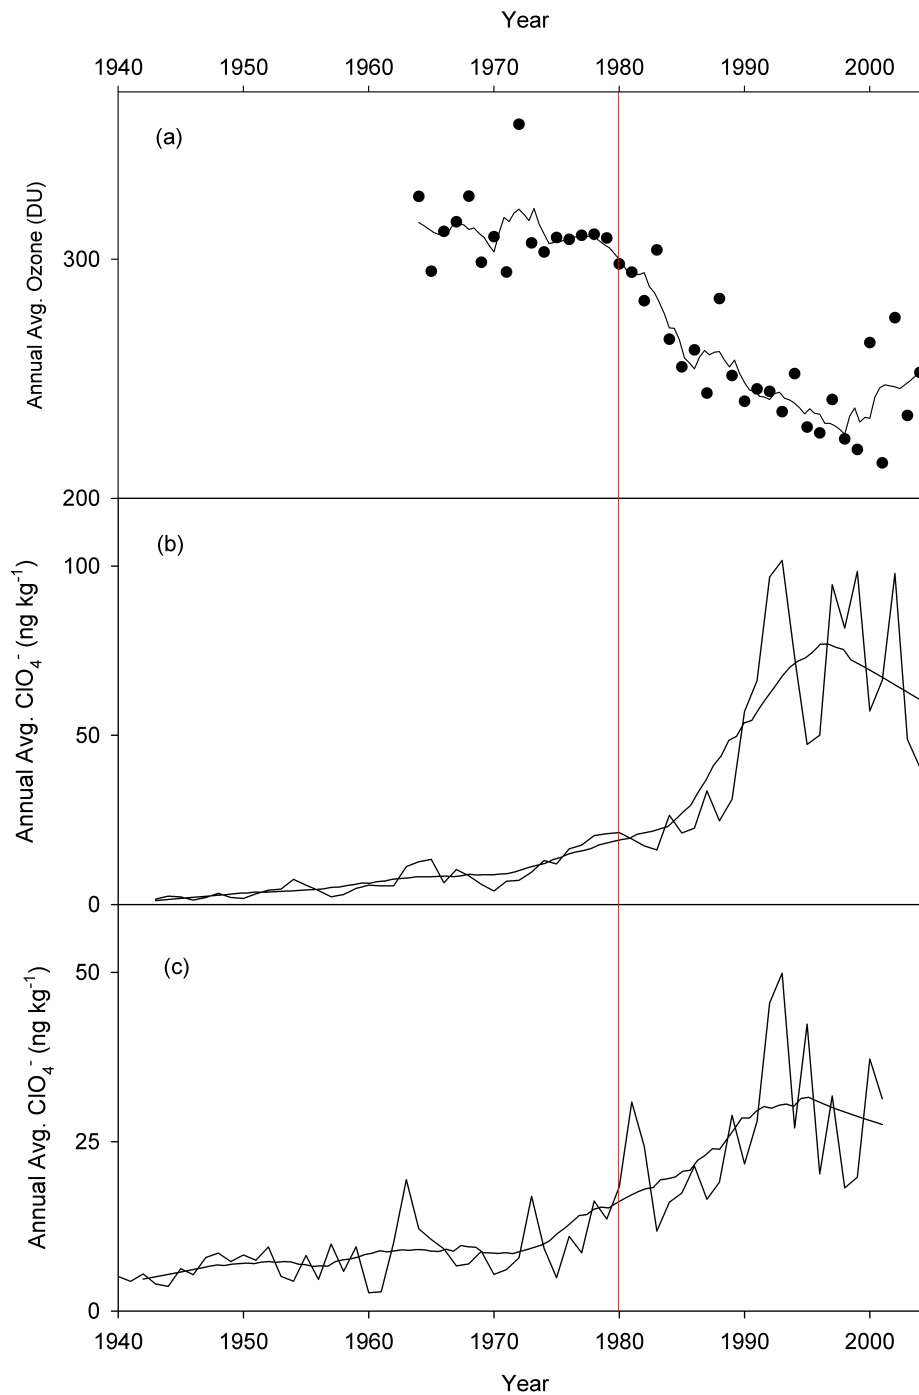 Year
1940 1950 1960 1970 1980 1990 2000
(a)
Annual Avg. Ozone (DU)
300
200
(b)
Annual Avg. ClO₄⁻ (ng kg⁻¹)
100
50
0
(c)
Annual Avg. ClO₄⁻ (ng kg⁻¹)
50
25
0
1940 1950 1960 1970 1980 1990 2000
Year